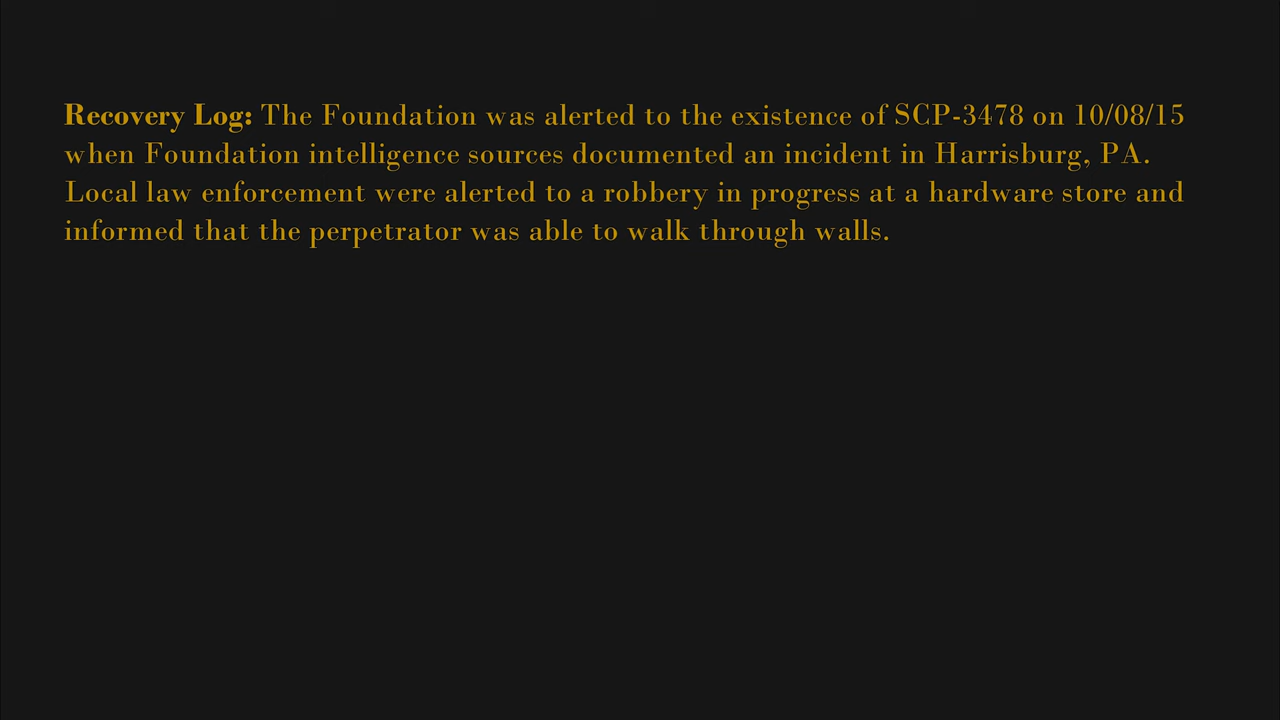 Recovery Log: The Foundation was alerted to the existence of SCP-3478 on 10/08/15
when Foundation intelligence sources documented an incident in Harrisburg, PA.
Local law enforcement were alerted to a robbery in progress at a hardware store and
informed that the perpetrator was able to walk through walls.